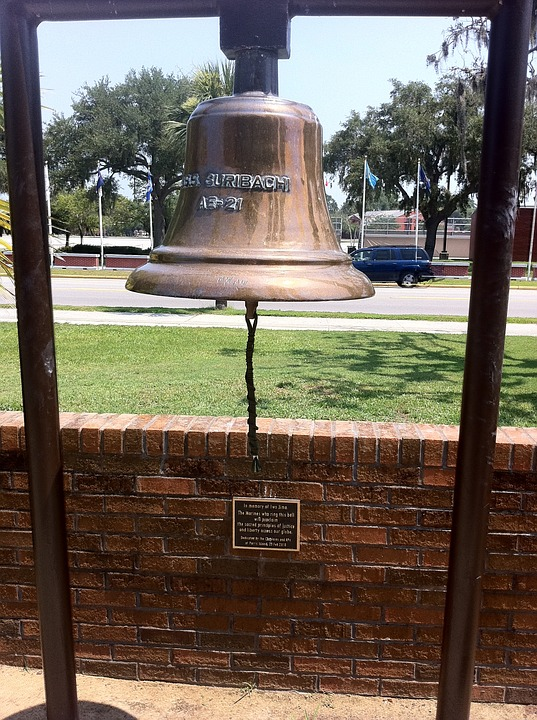 SS SURIBACHI
AE-21
In memory of Iwo Jima
The Marines who ring this bell
will proclaim
the sacred principles of justice
and liberty across our globe.